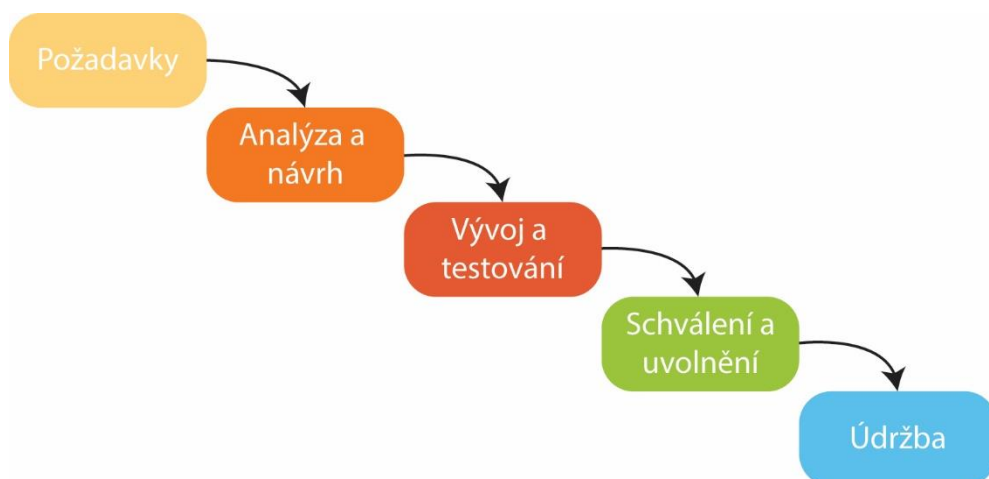 Požadavky
Analýza a
návrh
Vývoj a
testování
Schválení a
uvolnění
Údržba